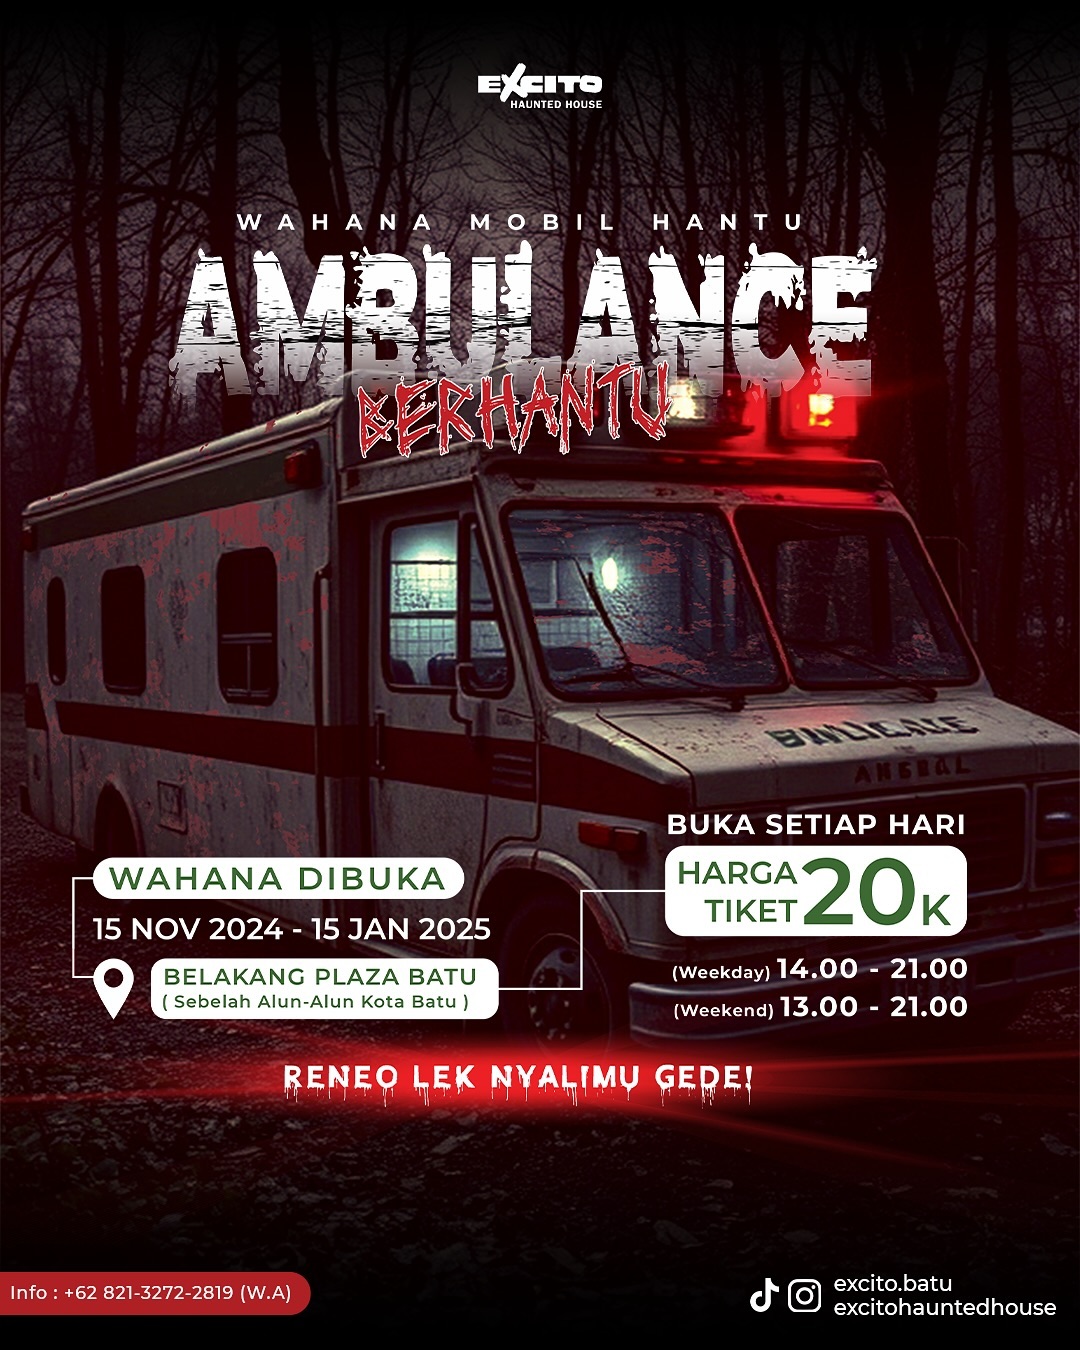 EXCITO
HAUNTED HOUSE
WAHANA MOBIL HANTU
AMBULANCE
BERHANTU
BUKA SETIAP HARI
HARGA
TIKET 20K
(Weekday) 14.00 - 21.00
(Weekend) 13.00 - 21.00
WAHANA DIBUKA
15 NOV 2024 - 15 JAN 2025
BELAKANG PLAZA BATU
( Sebelah Alun-Alun Kota Batu )
RENEO LEK NYALIMU GEDE!
Info : +62 821-3272-2819 (W.A)
excito.batu
excitohauntedhouse